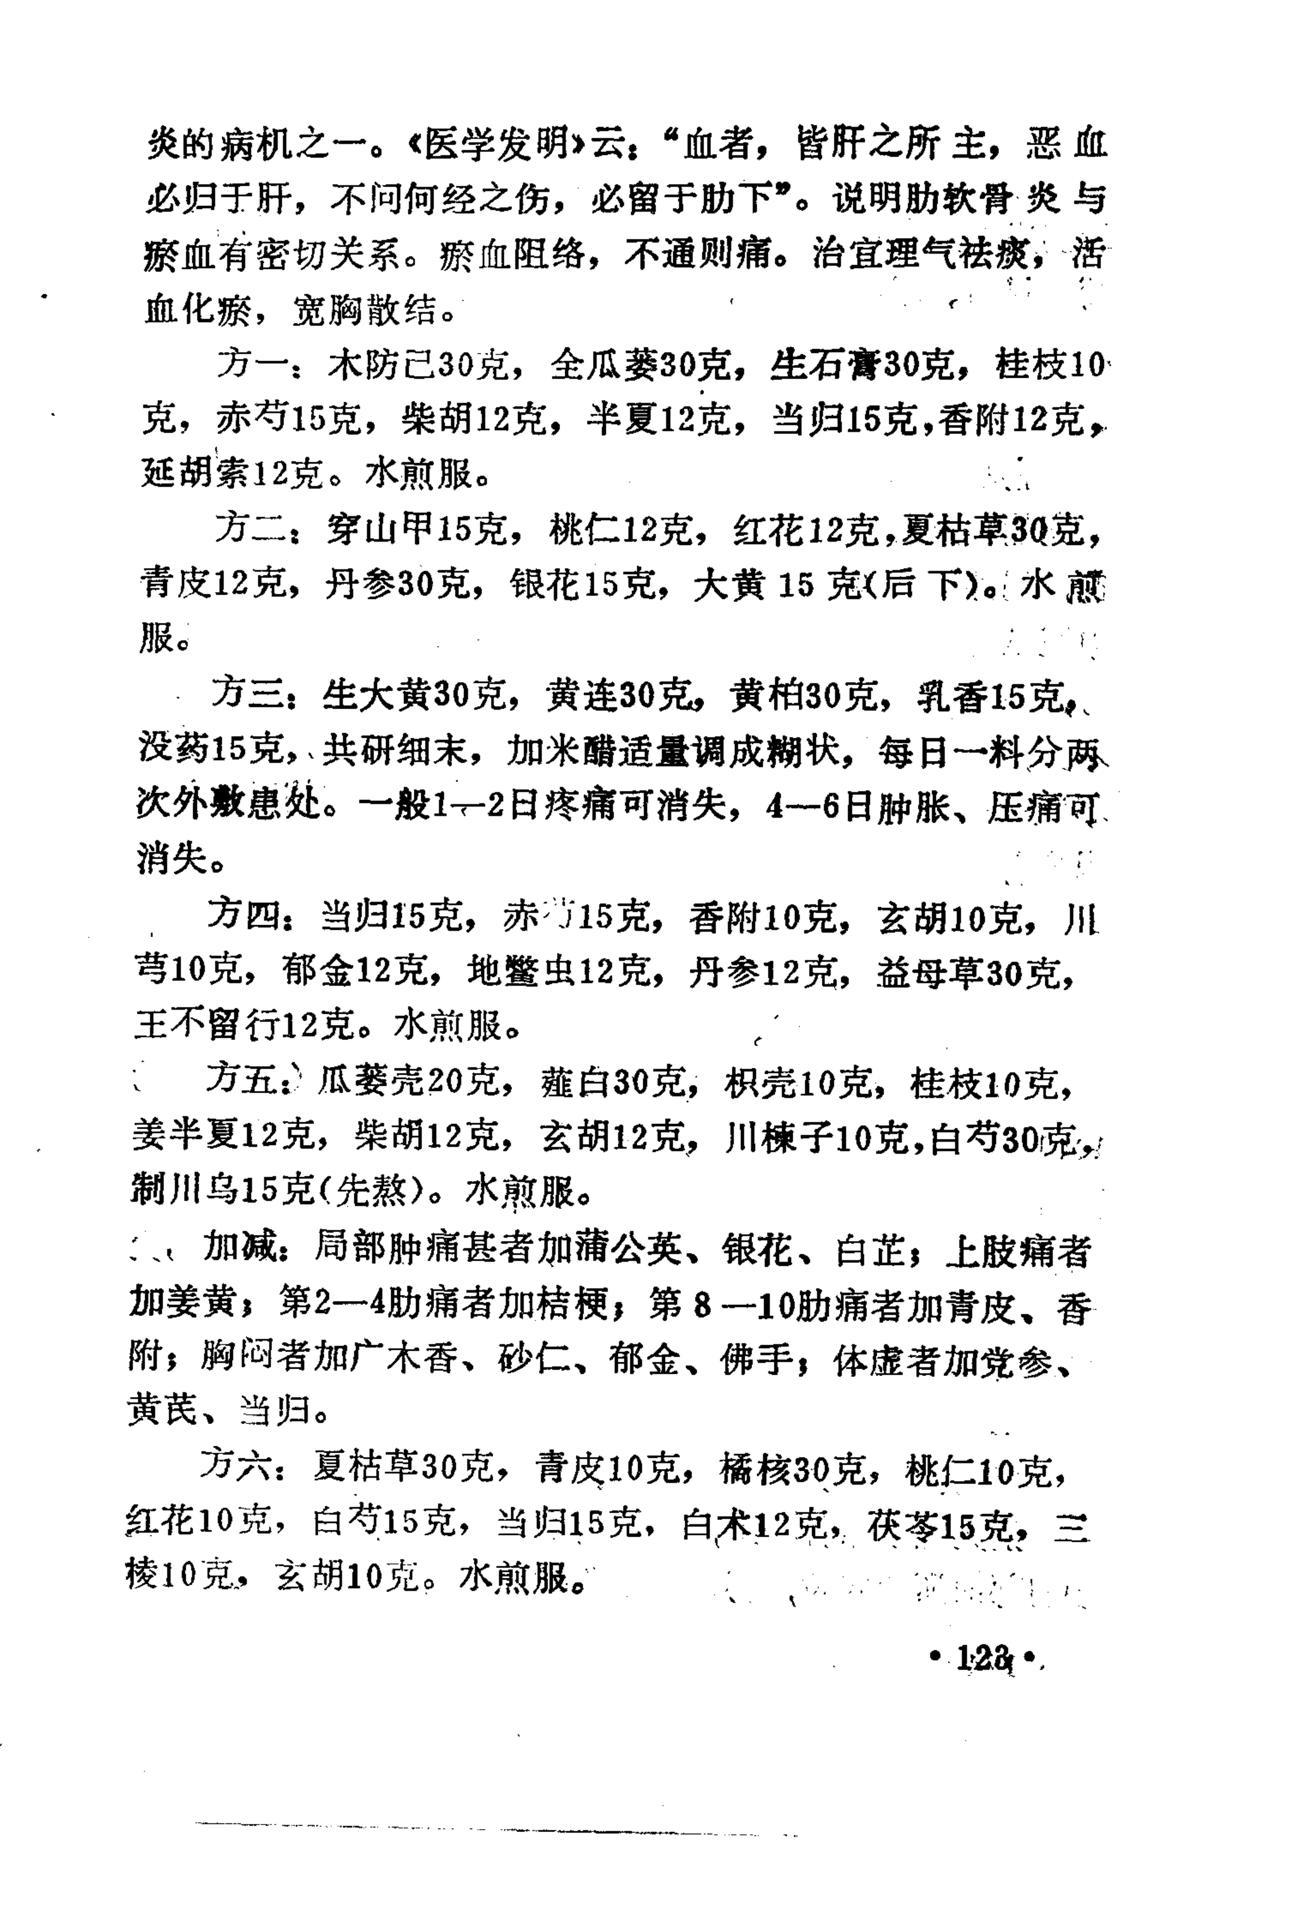 炎的病机之一。《医学发明》云：“血者，皆肝之所主，恶血
必归于肝，不问何经之伤，必留于肋下”。说明肋软骨炎与
瘀血有密切关系。瘀血阻络，不通则痛。治宜理气祛痰，活
血化瘀，宽胸散结。
方一：木防己30克，全瓜蒌30克，生石膏30克，桂枝10
克，赤芍15克，柴胡12克，半夏12克，当归15克，香附12克，
延胡索12克。水煎服。
方二：穿山甲15克，桃仁12克，红花12克，夏枯草30克，
青皮12克，丹参30克，银花15克，大黄15克(后下)。水煎
服。
方三：生大黄30克，黄连30克，黄柏30克，乳香15克，
没药15克，共研细末，加米醋适量调成糊状，每日一料分两
次外敷患处。一般1—2日疼痛可消失，4—6日肿胀、压痛可
消失。
方四：当归15克，赤芍15克，香附10克，玄胡10克，川
芎10克，郁金12克，地鳖虫12克，丹参12克，益母草30克，
王不留行12克。水煎服。
方五：瓜蒌壳20克，薤白30克，枳壳10克，桂枝10克，
姜半夏12克，柴胡12克，玄胡12克，川楝子10克，白芍30克，
制川乌15克(先熬)。水煎服。
加减：局部肿痛甚者加蒲公英、银花、白芷；上肢痛者
加姜黄；第2—4肋痛者加桔梗；第8—10肋痛者加青皮、香
附；胸闷者加广木香、砂仁、郁金、佛手；体虚者加党参、
黄芪、当归。
方六：夏枯草30克，青皮10克，橘核30克，桃仁10克，
红花10克，白芍15克，当归15克，白术12克，茯苓15克，三
棱10克，玄胡10克。水煎服。
•123•